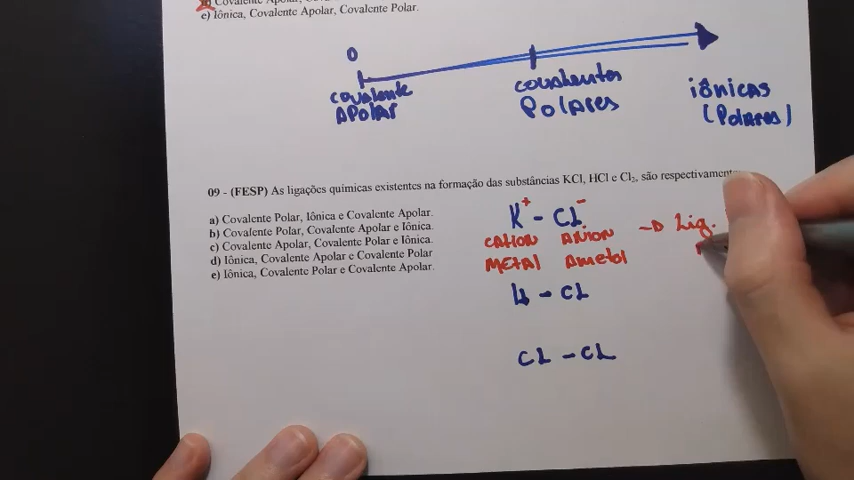 e) Iônica, Covalente Apolar, Covalente Polar.
0
covalente
APOLAR
covalentes
POLARES
iônicas
(Polares)
09 - (FESP) As ligações químicas existentes na formação das substâncias KCl, HCl e Cl₂, são respectivamente
a) Covalente Polar, Iônica e Covalente Apolar.
b) Covalente Polar, Covalente Apolar e Iônica.
c) Covalente Apolar, Covalente Polar e Iônica.
d) Iônica, Covalente Apolar e Covalente Polar
e) Iônica, Covalente Polar e Covalente Apolar.
K⁺ - CL⁻
CATION ANION → Lig.
METAL Ametal
H - CL
CL - CL